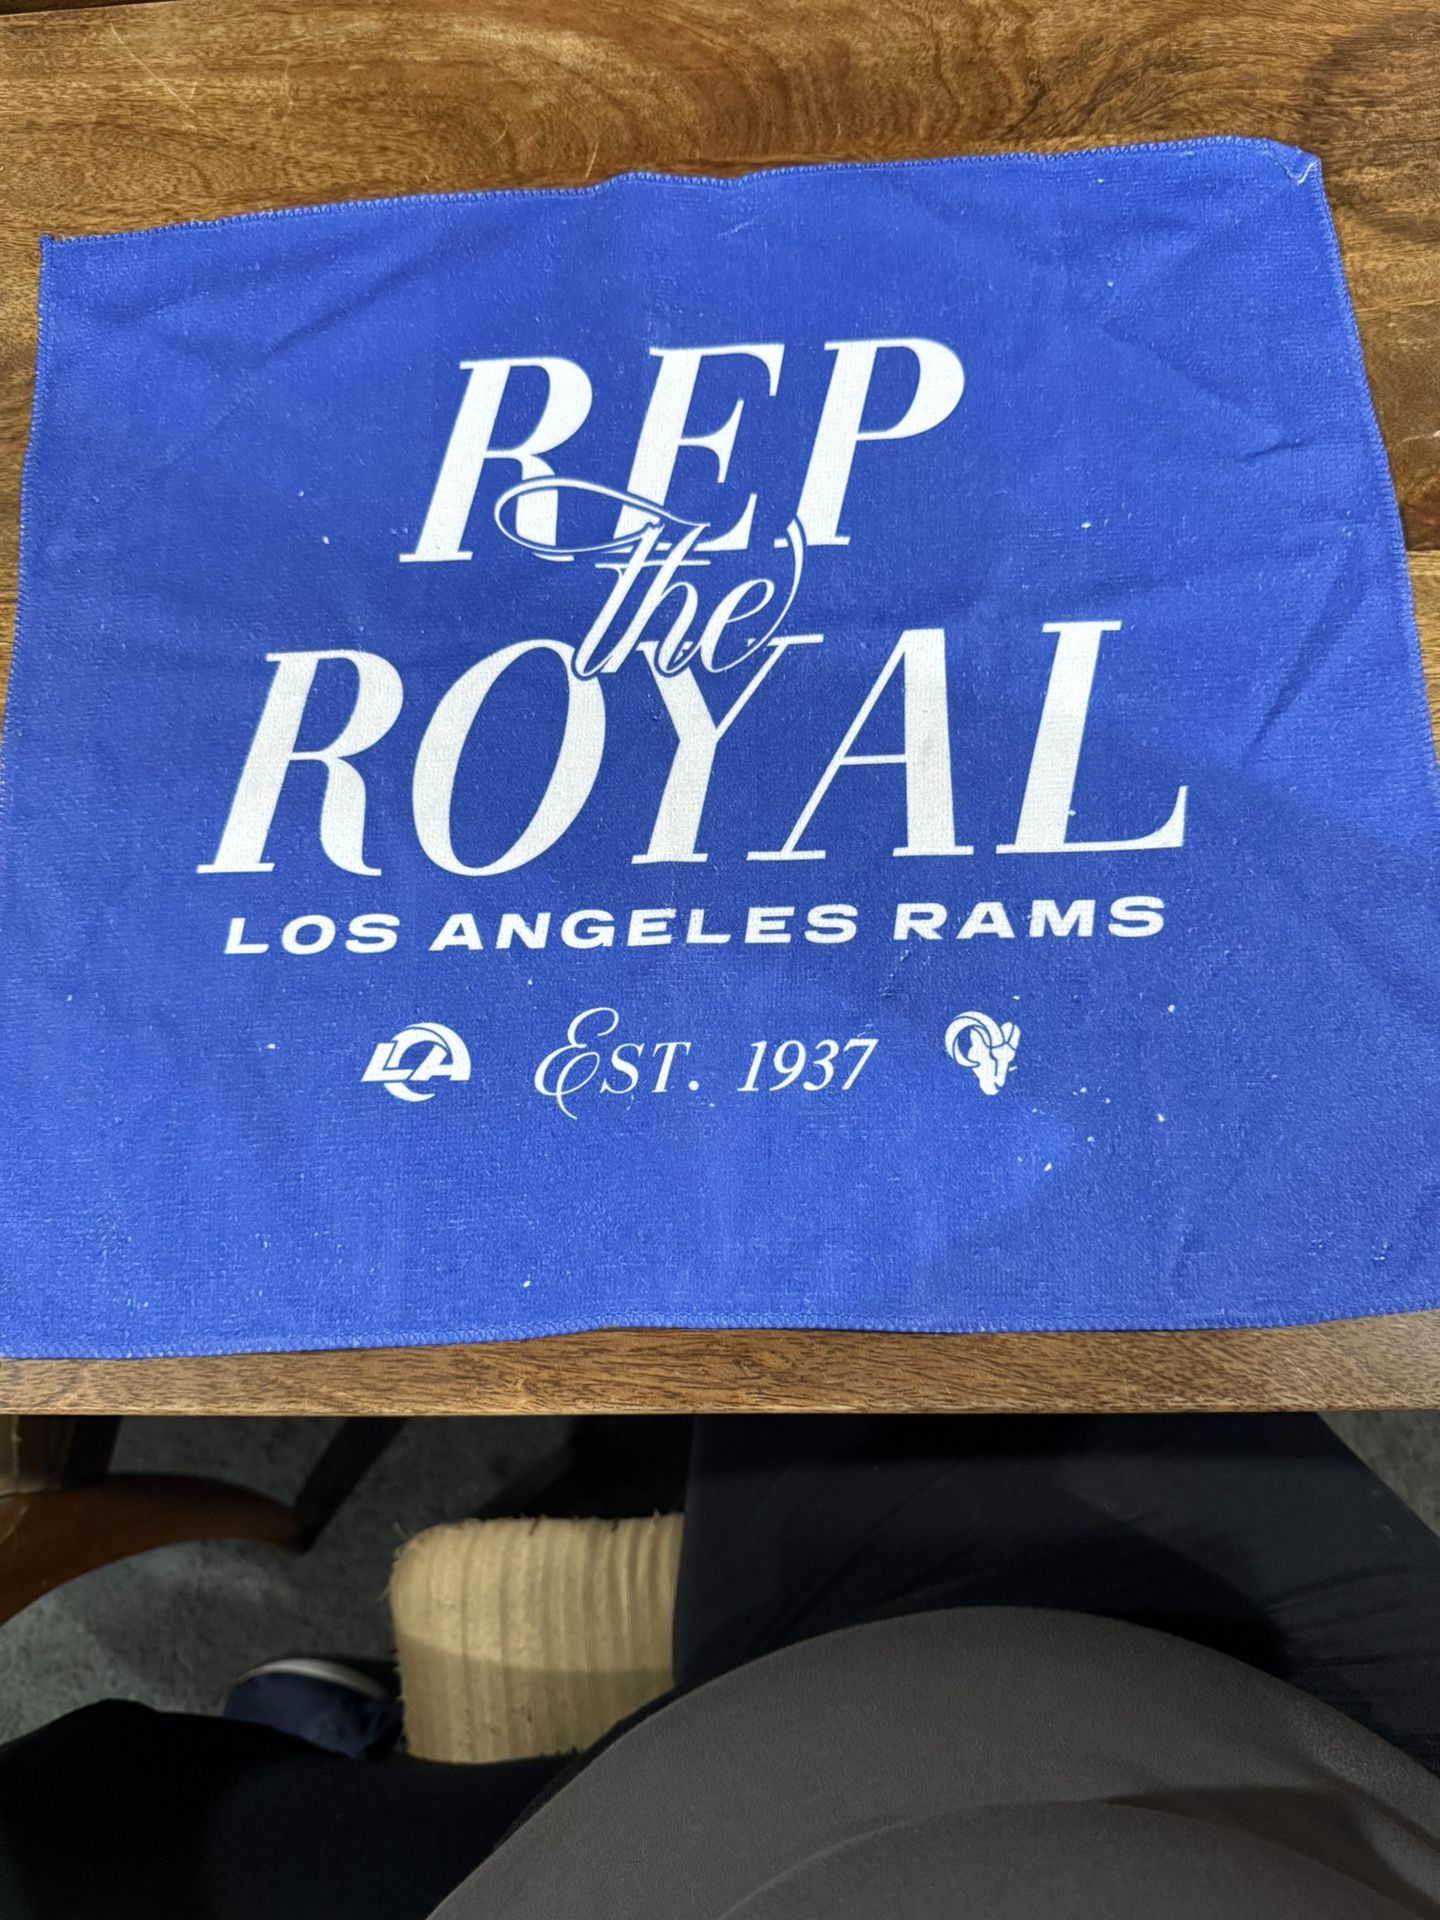 REP
the
ROYAL
LOS ANGELES RAMS
LA EST. 1937